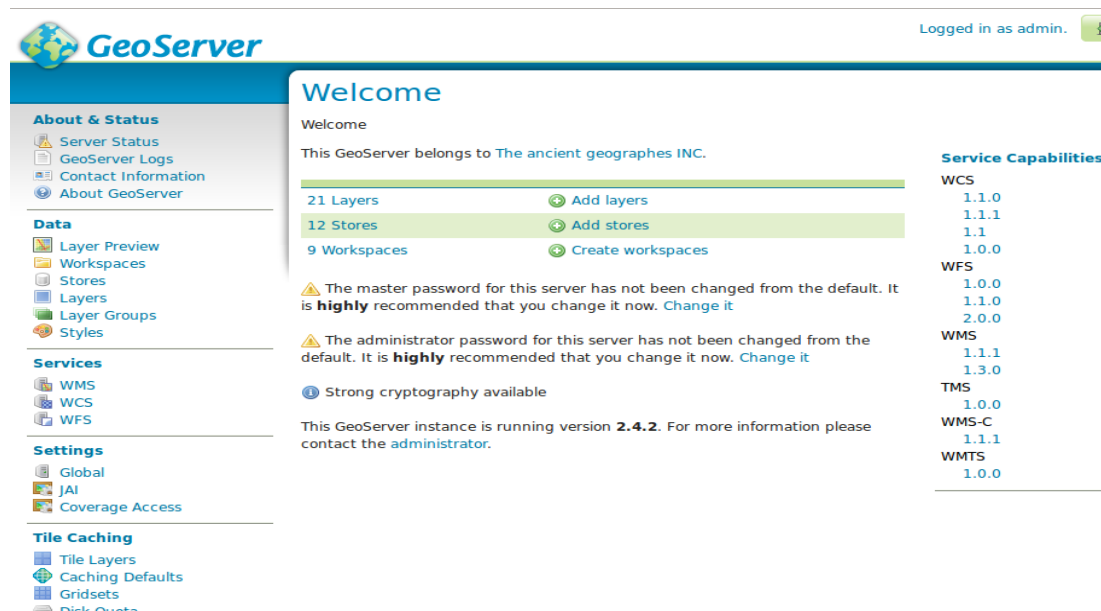 GeoServer
Logged in as admin.
About & Status
Server Status
GeoServer Logs
Contact Information
About GeoServer
Data
Layer Preview
Workspaces
Stores
Layers
Layer Groups
Styles
Services
WMS
WCS
WFS
Settings
Global
JAI
Coverage Access
Tile Caching
Tile Layers
Caching Defaults
Gridsets
Disk Quota
Welcome
Welcome
This GeoServer belongs to The ancient geographes INC.
21 Layers Add layers
12 Stores Add stores
9 Workspaces Create workspaces
The master password for this server has not been changed from the default. It
is highly recommended that you change it now. Change it
The administrator password for this server has not been changed from the
default. It is highly recommended that you change it now. Change it
Strong cryptography available
This GeoServer instance is running version 2.4.2. For more information please
contact the administrator.
Service Capabilities
WCS
1.1.0
1.1.1
1.1
1.0.0
WFS
1.0.0
1.1.0
2.0.0
WMS
1.1.1
1.3.0
TMS
1.0.0
WMS-C
1.1.1
WMTS
1.0.0